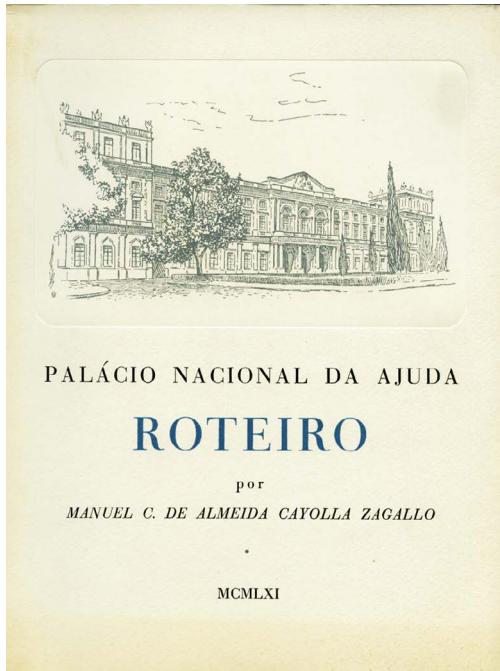 PALÁCIO NACIONAL DA AJUDA
ROTEIRO
por
MANUEL C. DE ALMEIDA CAYOLLA ZAGALLO
MCMLXI